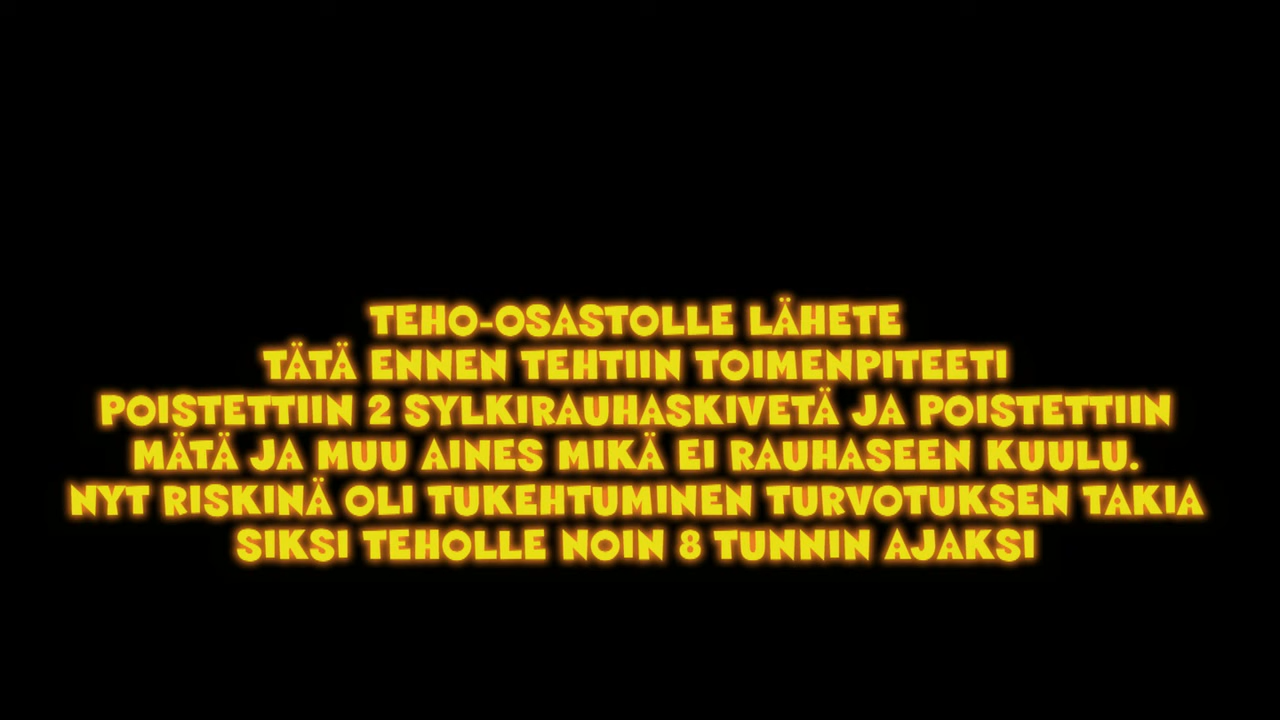 TEHO-OSASTOLLE LÄHETE
TÄTÄ ENNEN TEHTIIN TOIMENPITEETI
POISTETTIIN 2 SYLKIRAUHASKIVETÄ JA POISTETTIIN
MÄTÄ JA MUU AINES MIKÄ EI RAUHASEEN KUULU.
NYT RISKINÄ OLI TUKEHTUMINEN TURVOTUKSEN TAKIA
SIKSI TEHOLLE NOIN 8 TUNNIN AJAKSI